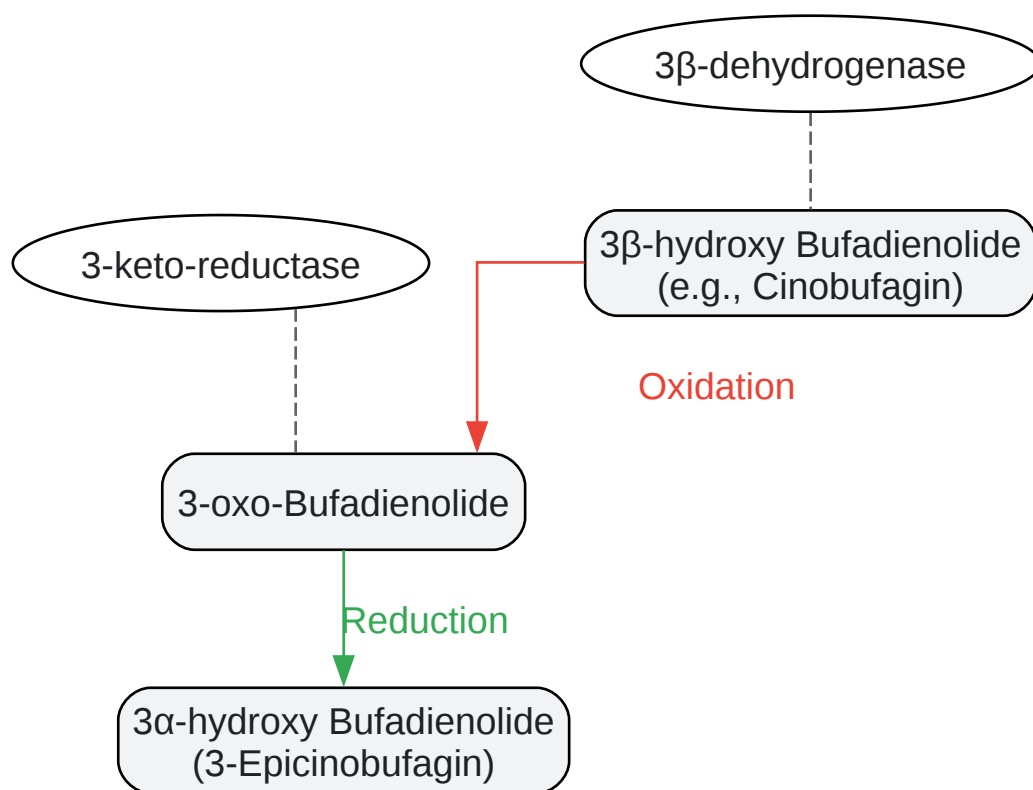 3β-dehydrogenase
3β-hydroxy Bufadienolide
(e.g., Cinobufagin)
3-keto-reductase
Oxidation
3-oxo-Bufadienolide
Reduction
3α-hydroxy Bufadienolide
(3-Epicinobufagin)